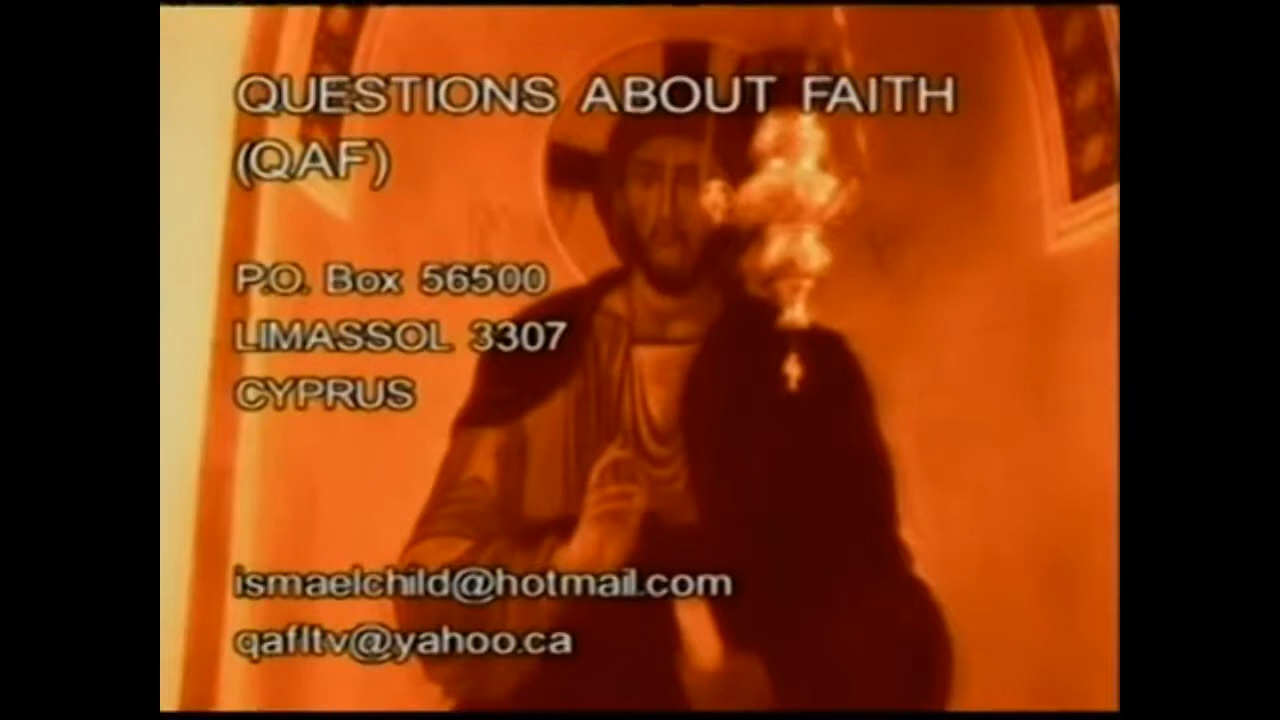 QUESTIONS ABOUT FAITH
(QAF)
P.O. Box 56500
LIMASSOL 3307
CYPRUS
ismaelchild@hotmail.com
qafltv@yahoo.ca